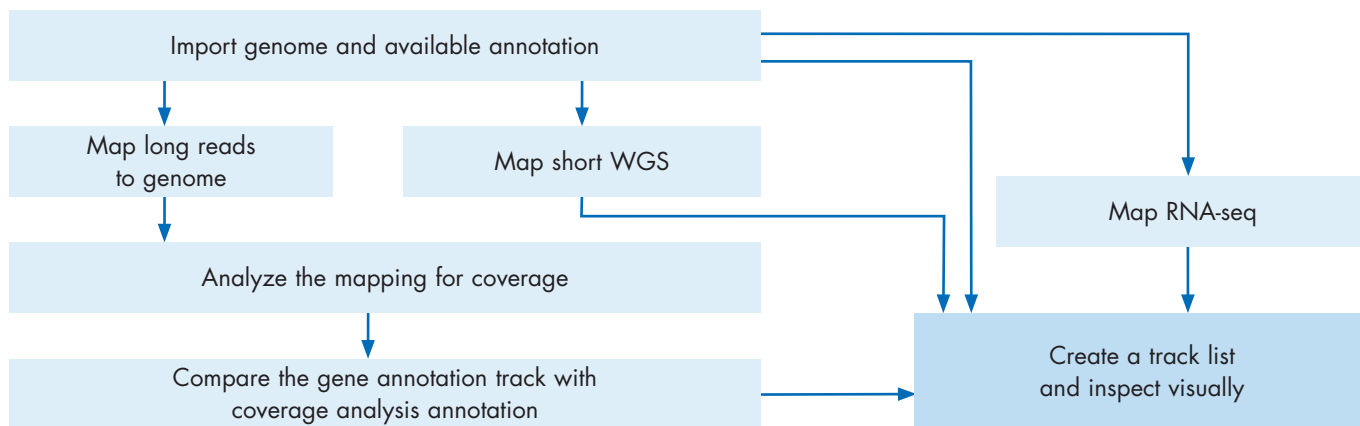 Import genome and available annotation
Map long reads
to genome
Map short WGS
Map RNA-seq
Analyze the mapping for coverage
Compare the gene annotation track with
coverage analysis annotation
Create a track list
and inspect visually